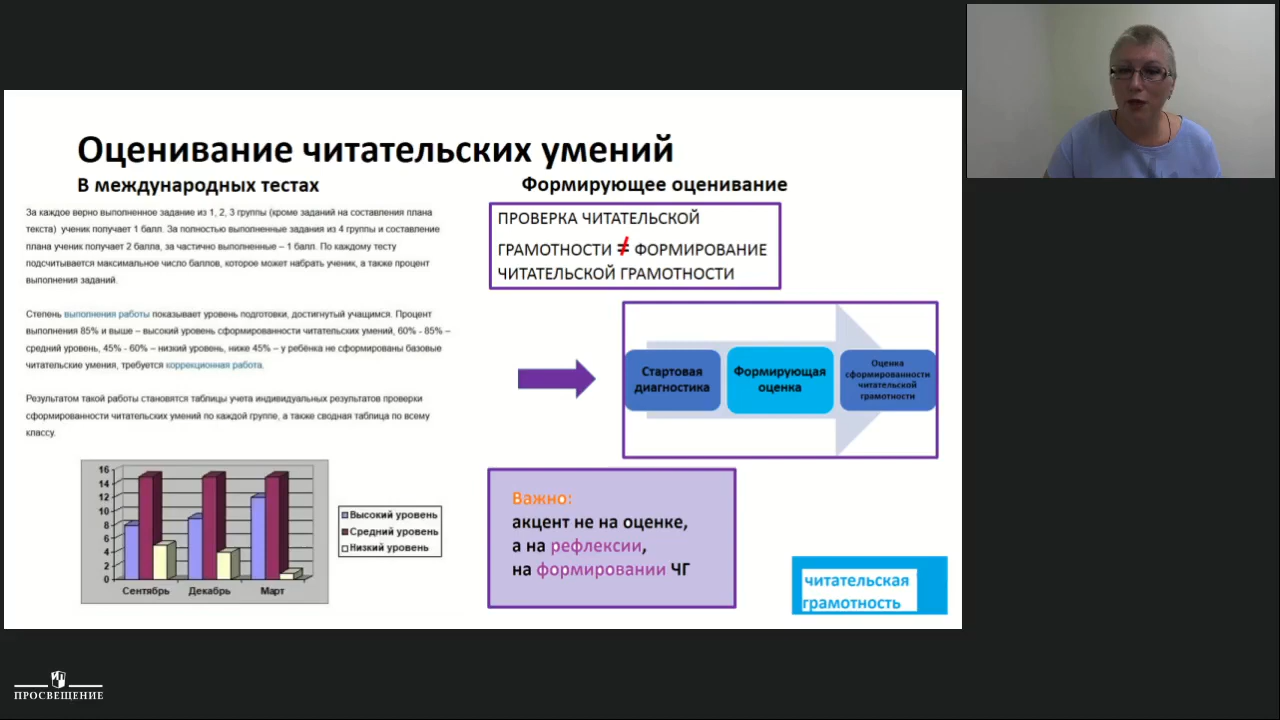 Оценивание читательских умений
В международных тестах
За каждое верно выполненное задание из 1, 2, 3 группы (кроме заданий на составления плана
текста) ученик получает 1 балл. За полностью выполненные задания из 4 группы и составление
плана ученик получает 2 балла, за частично выполненные – 1 балл. По каждому тесту
подсчитывается максимальное число баллов, которое может набрать ученик, а также процент
выполнения заданий.
Степень выполнения работы показывает уровень подготовки, достигнутый учащимся. Процент
выполнения 85% и выше – высокий уровень сформированности читательских умений, 60% - 85% –
средний уровень, 45% - 60% – низкий уровень, ниже 45% – у ребёнка не сформированы базовые
читательские умения, требуется коррекционная работа.
Результатом такой работы становятся таблицы учета индивидуальных результатов проверки
сформированности читательских умений по каждой группе, а также сводная таблица по всему
классу.
16
14
12
10
8
6
4
2
0
Сентябрь Декабрь Март
Высокий уровень
Средний уровень
Низкий уровень
Формирующее оценивание
ПРОВЕРКА ЧИТАТЕЛЬСКОЙ
ГРАМОТНОСТИ ≠ ФОРМИРОВАНИЕ
ЧИТАТЕЛЬСКОЙ ГРАМОТНОСТИ
Стартовая
диагностика
Формирующая
оценка
Оценка
сформированности
читательской
грамотности
Важно:
акцент не на оценке,
а на рефлексии,
на формировании ЧГ
читательская
грамотность
ПРОСВЕЩЕНИЕ